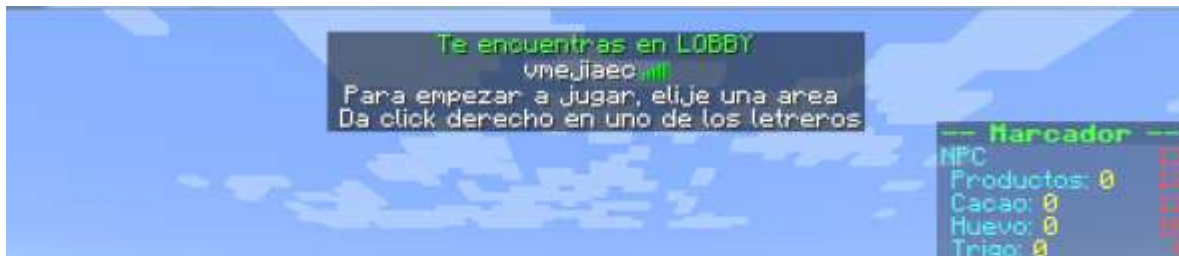 Te encuentras en LOBBY
vmejiaec
Para empezar a jugar, elije una area
Da click derecho en uno de los letreros
-- Marcador --
NPC
Productos: 0
Cacao: 0
Huevo: 0
Trigo: 0